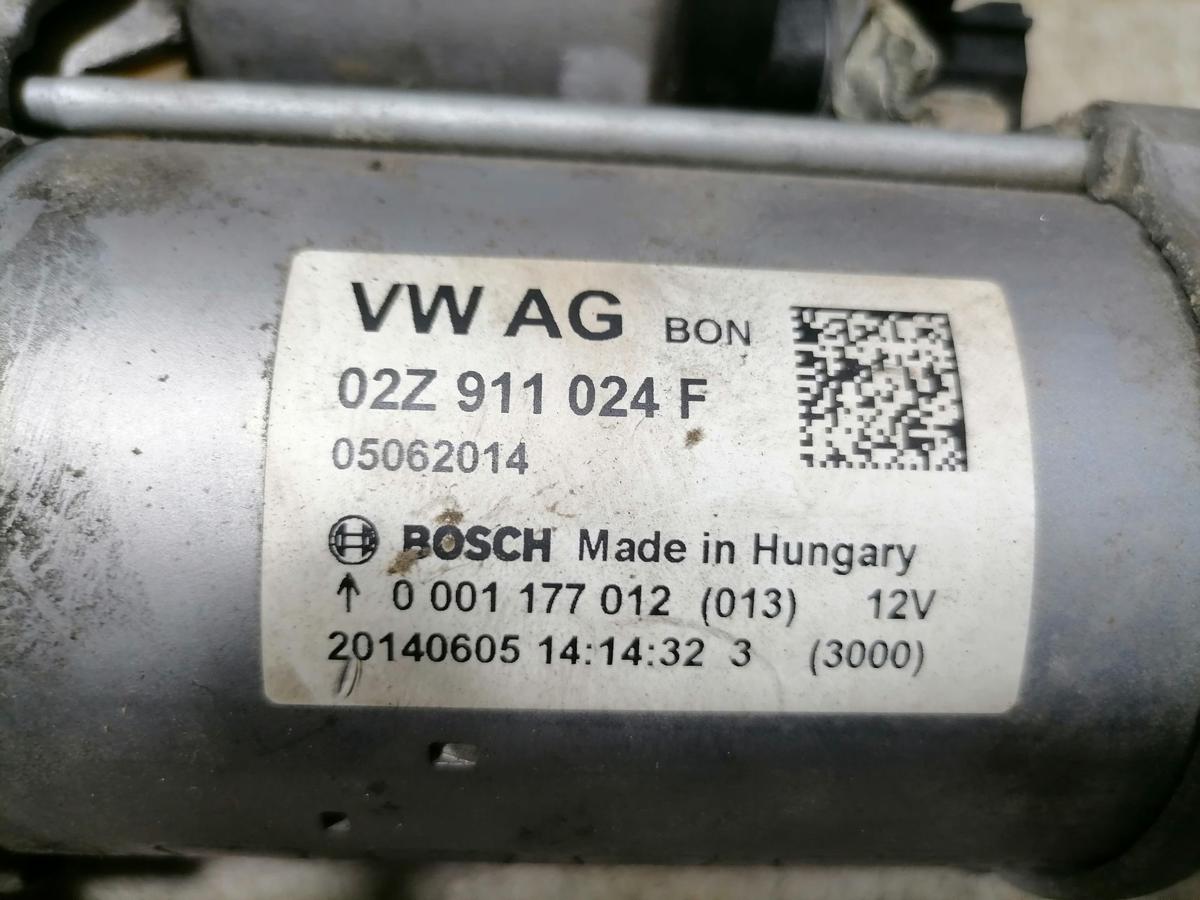 VW AG BON
02Z 911 024 F
05062014
BOSCH Made in Hungary
↑ 0 001 177 012 (013) 12V
20140605 14:14:32 3 (3000)